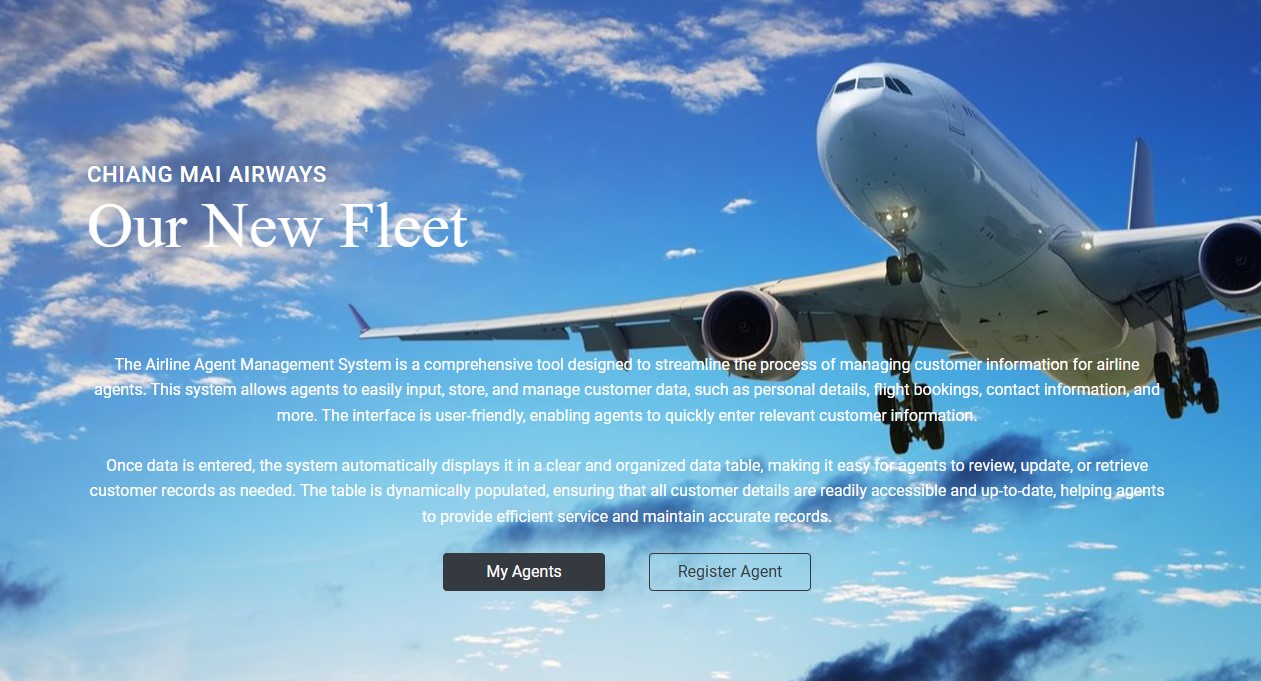 CHIANG MAI AIRWAYS
Our New Fleet
The Airline Agent Management System is a comprehensive tool designed to streamline the process of managing customer information for airline
agents. This system allows agents to easily input, store, and manage customer data, such as personal details, flight bookings, contact information, and
more. The interface is user-friendly, enabling agents to quickly enter relevant customer information.
Once data is entered, the system automatically displays it in a clear and organized data table, making it easy for agents to review, update, or retrieve
customer records as needed. The table is dynamically populated, ensuring that all customer details are readily accessible and up-to-date, helping agents
to provide efficient service and maintain accurate records.
My Agents
Register Agent